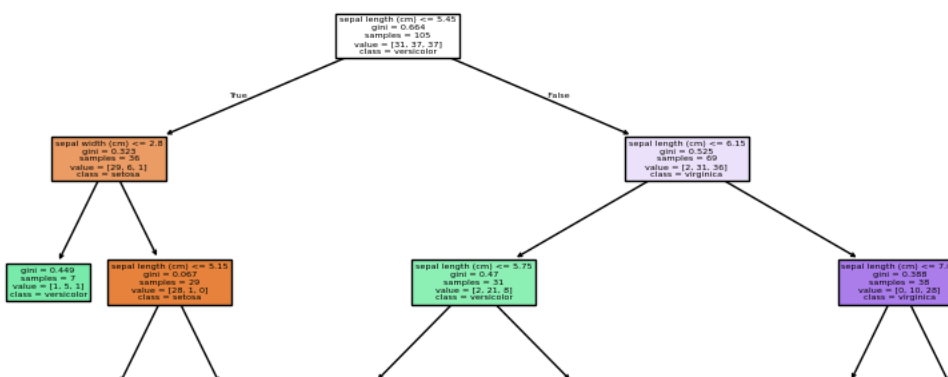 sepal length (cm) <= 5.45
gini = 0.664
samples = 105
value = [31, 37, 37]
class = versicolor
True
False
sepal width (cm) <= 2.8
gini = 0.323
samples = 36
value = [29, 6, 1]
class = setosa
sepal length (cm) <= 6.15
gini = 0.525
samples = 69
value = [2, 31, 36]
class = virginica
gini = 0.449
samples = 7
value = [1, 5, 1]
class = versicolor
sepal length (cm) <= 5.15
gini = 0.067
samples = 29
value = [28, 1, 0]
class = setosa
sepal length (cm) <= 5.75
gini = 0.47
samples = 31
value = [2, 21, 8]
class = versicolor
sepal length (cm) <= 7.
gini = 0.388
samples = 38
value = [0, 10, 28]
class = virginica